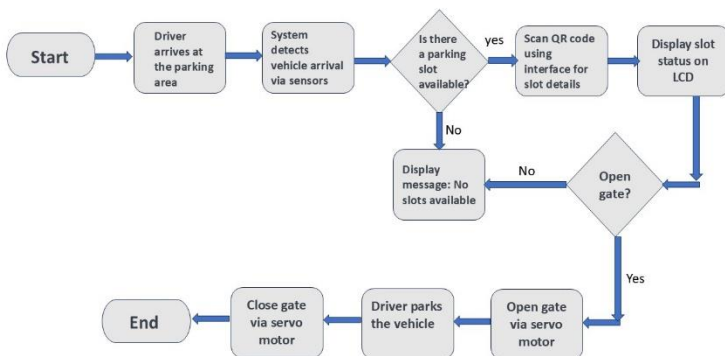 Start
Driver
arrives at
the parking
area
System
detects
vehicle arrival
via sensors
Is there
a parking
slot
available?
yes
Scan QR code
using
interface for
slot details
Display slot
status on
LCD
No
Display
message: No
slots available
No
Open
gate?
Yes
End
Close gate
via servo
motor
Driver parks
the vehicle
Open gate
via servo
motor